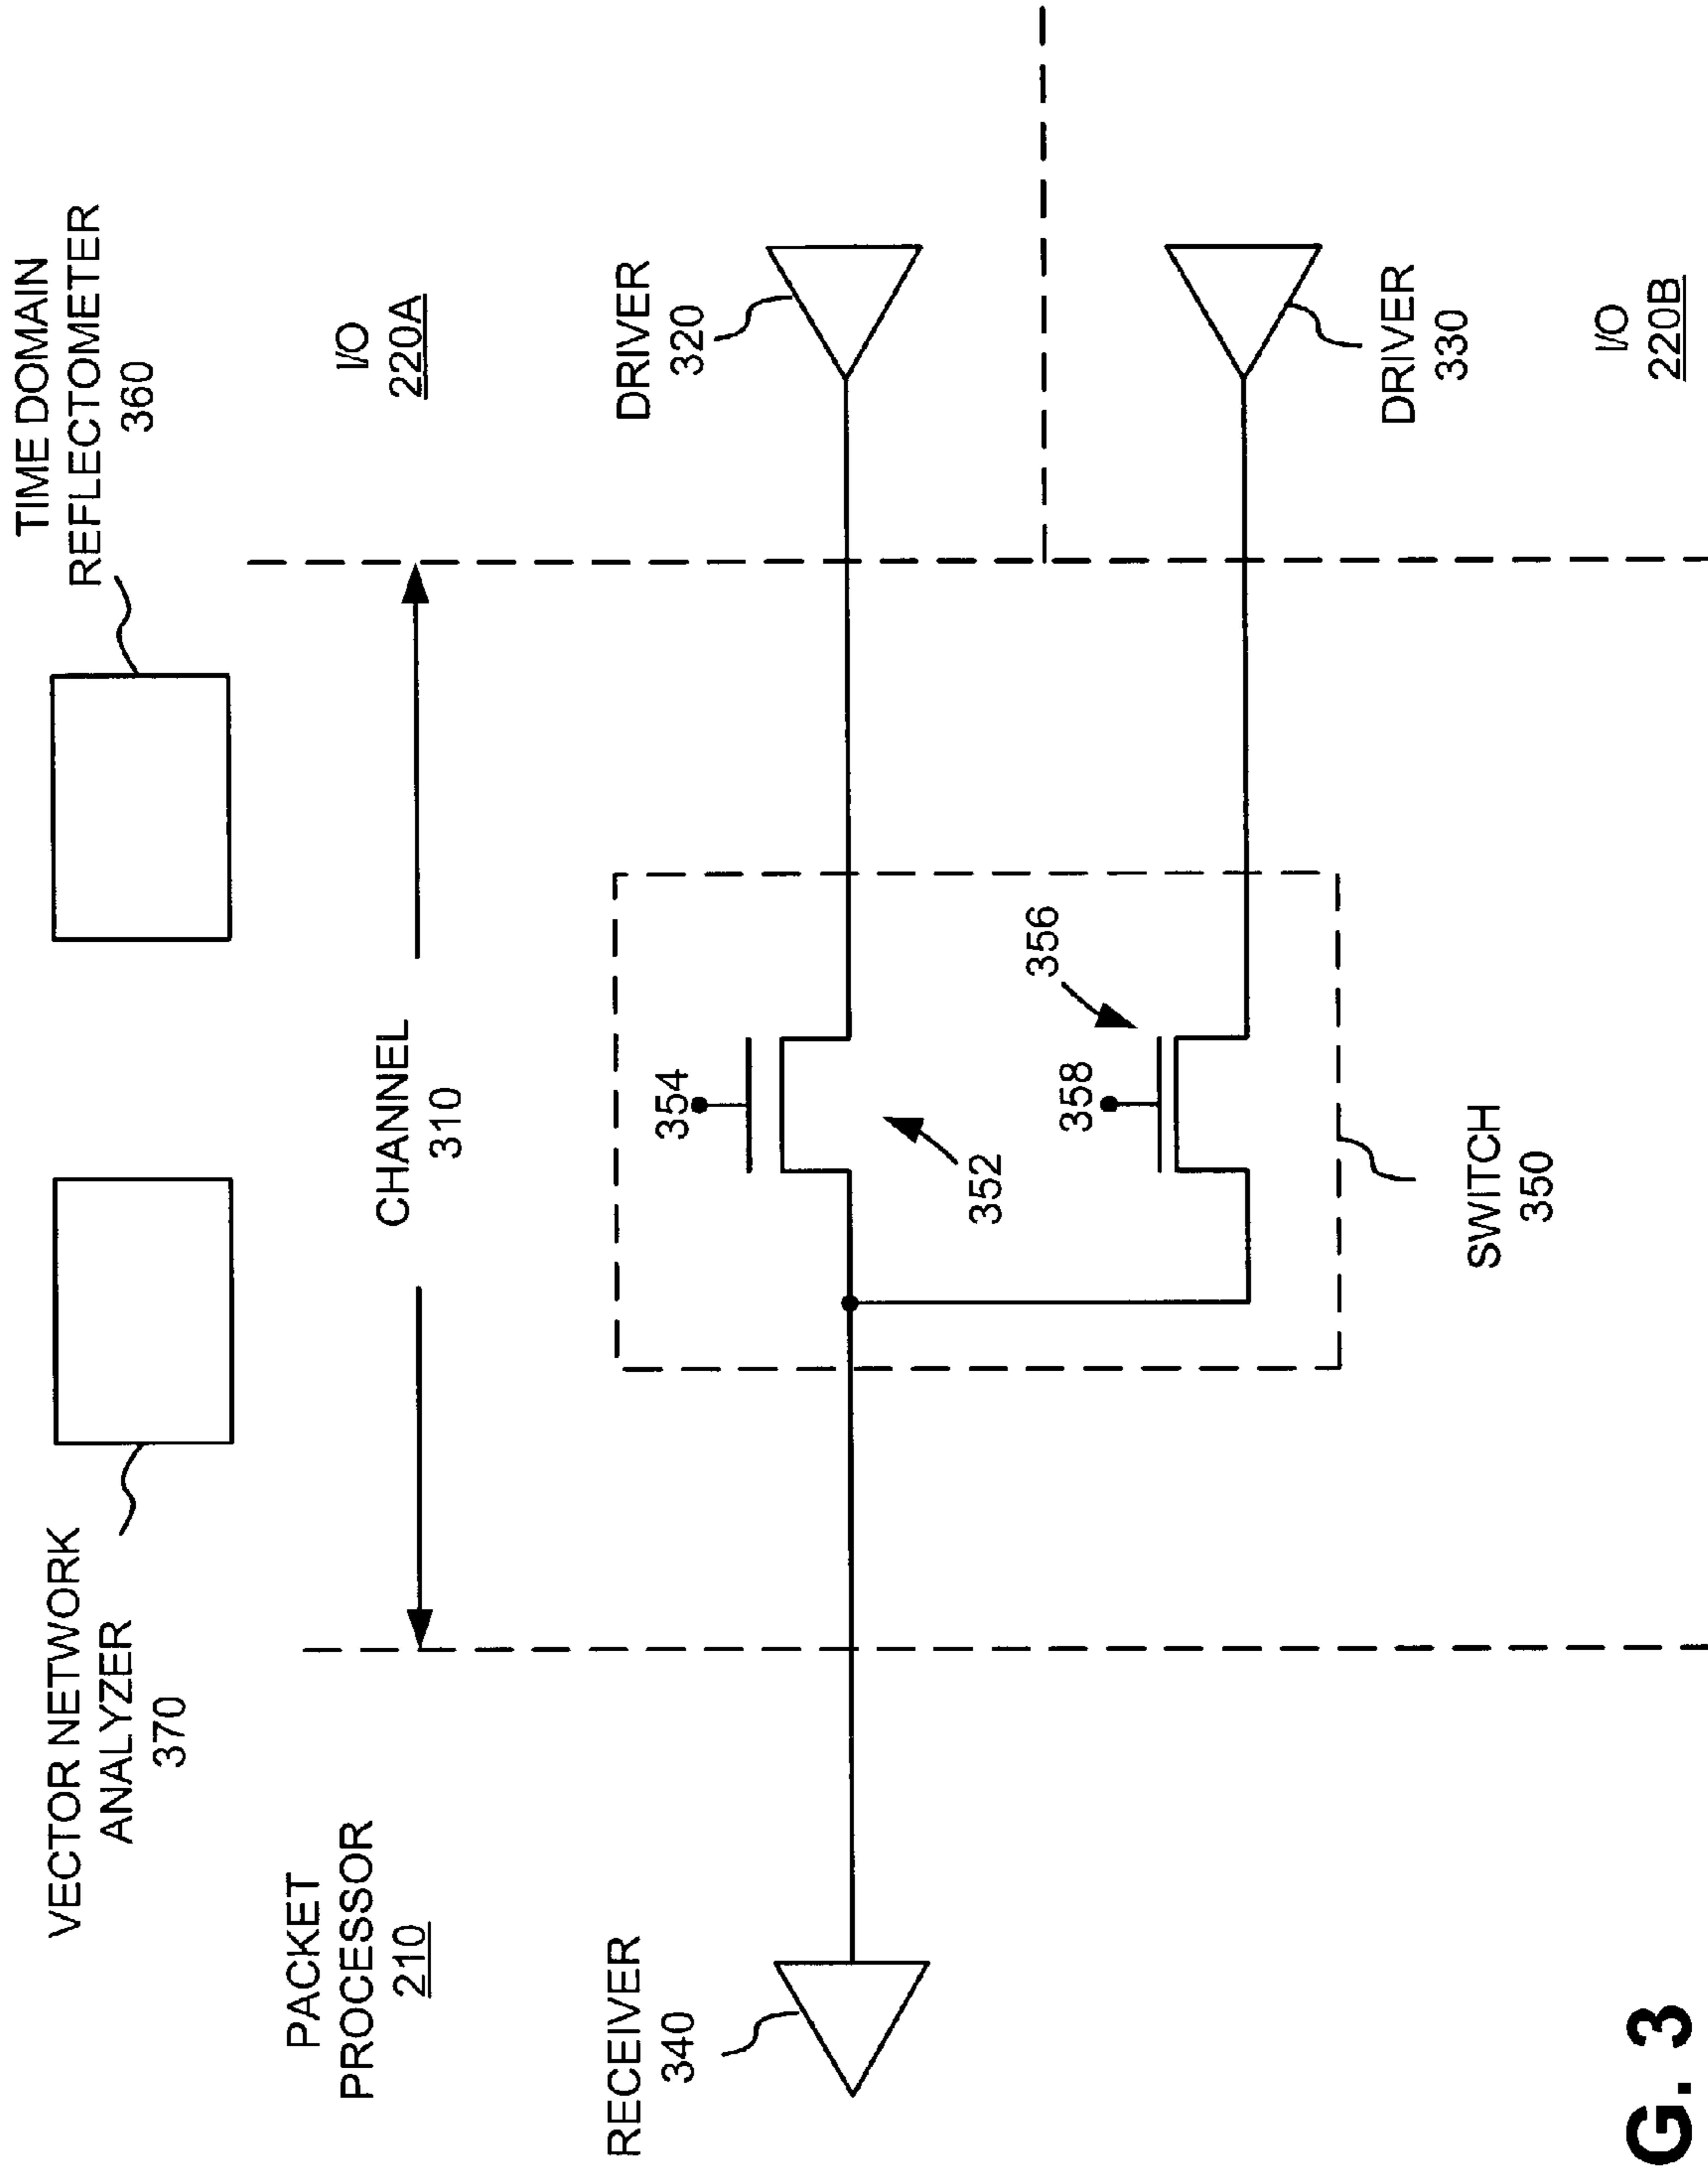 VECTOR NETWORK
ANALYZER
370
TIME DOMAIN
REFLECTOMETER
360
PACKET
PROCESSOR
210
CHANNEL
310
I/O
220A
RECEIVER
340
354
352
DRIVER
320
356
358
SWITCH
350
DRIVER
330
I/O
220B
G. 3